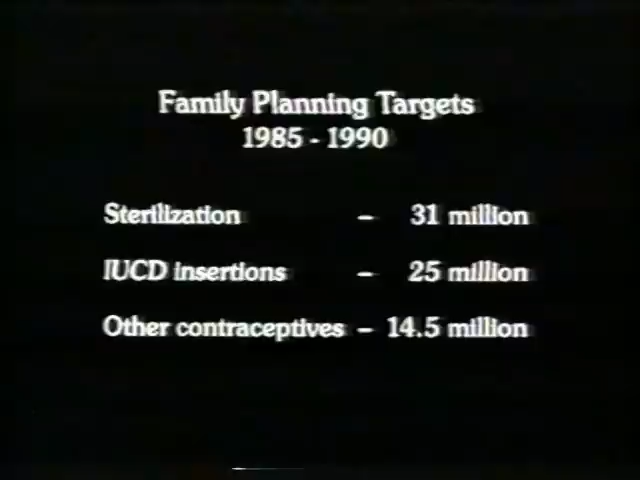 Family Planning Targets
1985 - 1990
Sterilization – 31 million
IUCD insertions – 25 million
Other contraceptives – 14.5 million